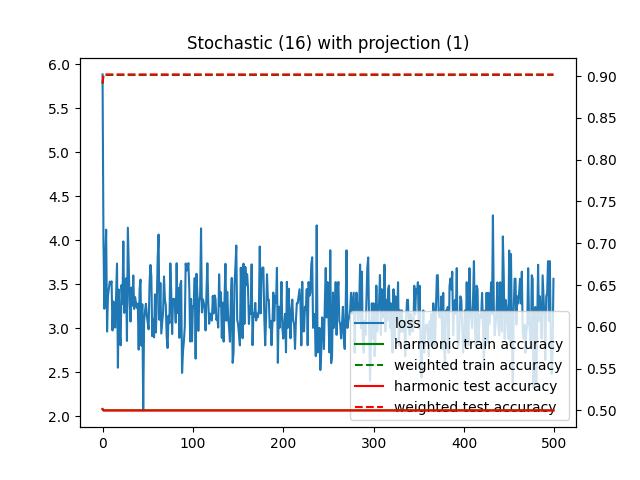 Stochastic (16) with projection (1)
6.0
5.5
5.0
4.5
4.0
3.5
3.0
2.5
2.0
0.90
0.85
0.80
0.75
0.70
0.65
0.60
0.55
0.50
loss
harmonic train accuracy
weighted train accuracy
harmonic test accuracy
weighted test accuracy
0 100 200 300 400 500